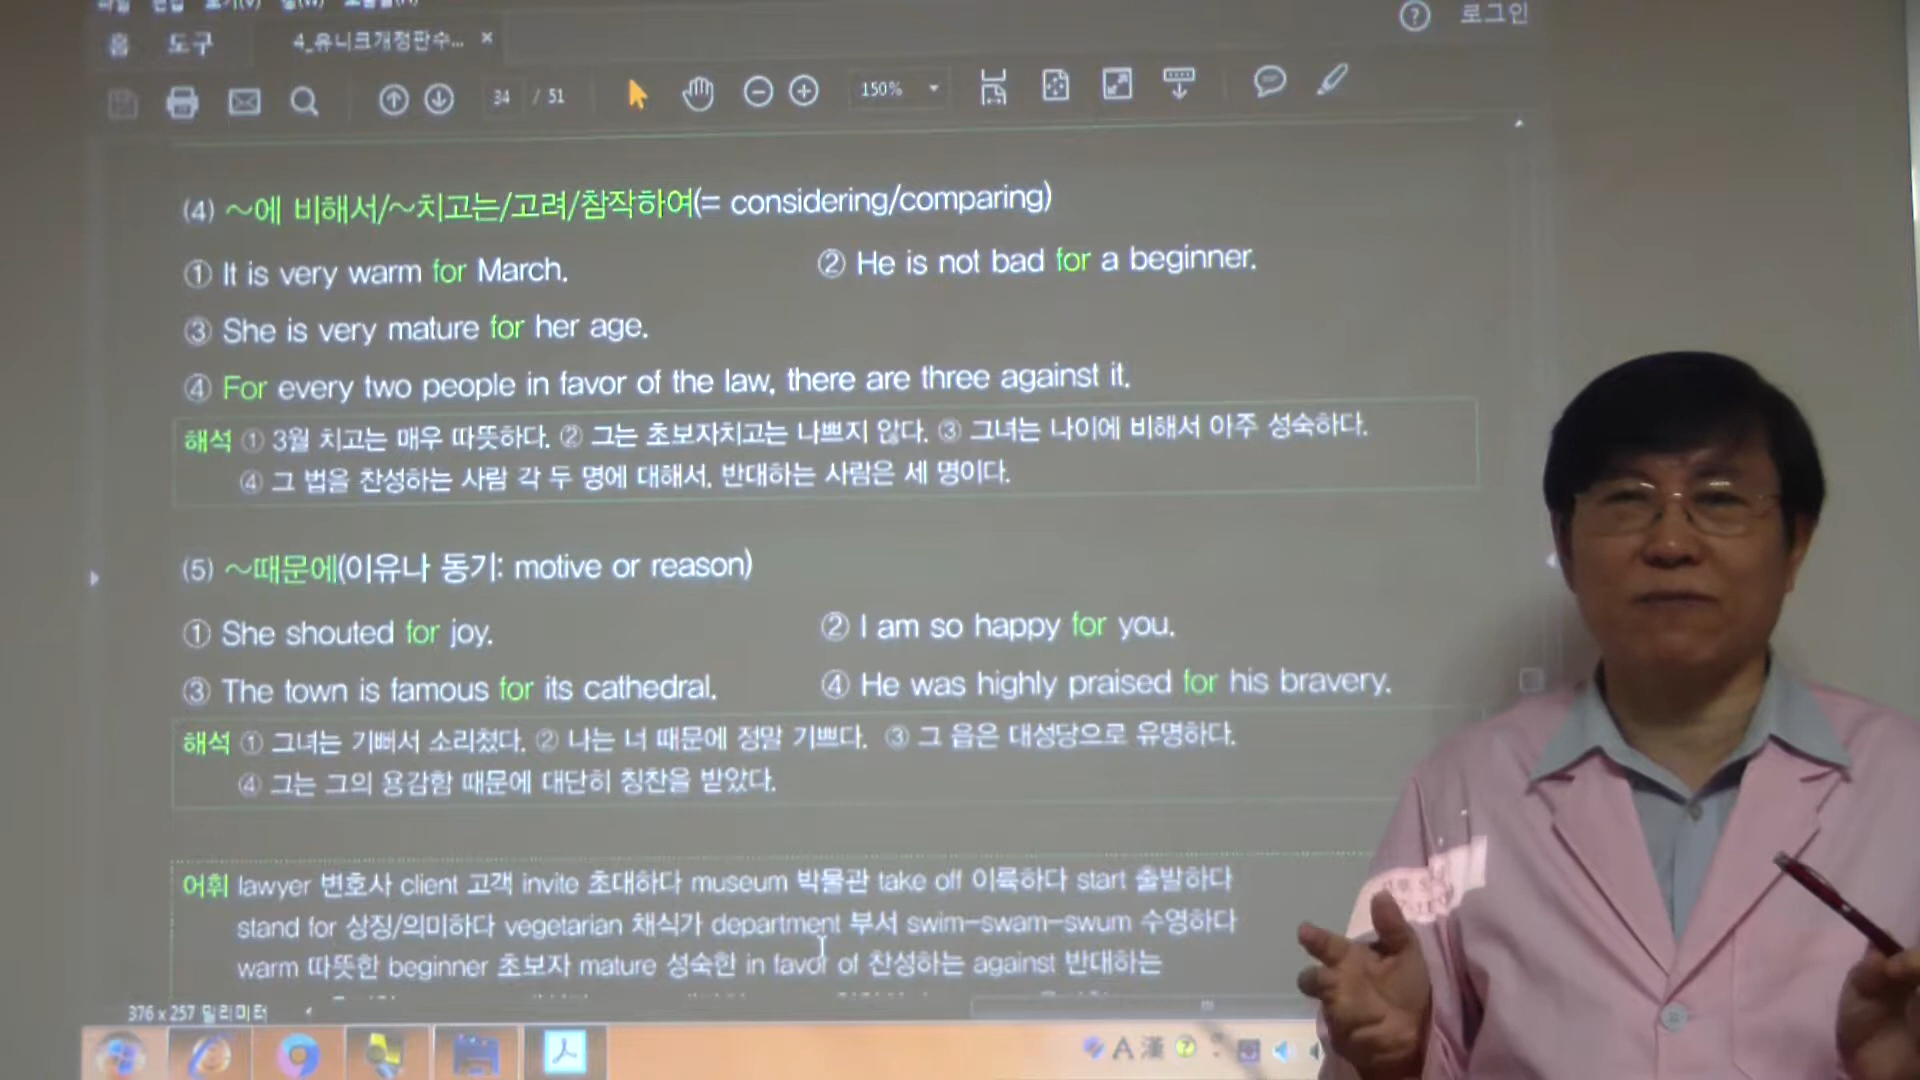 홈 도구 4_유니크개정판수... × ? 로그인
34 / 51 150%
(4) ～에 비해서/～치고는/고려/참작하여(= considering/comparing)
① It is very warm for March. ② He is not bad for a beginner.
③ She is very mature for her age.
④ For every two people in favor of the law, there are three against it.
해석 ① 3월 치고는 매우 따뜻하다. ② 그는 초보자치고는 나쁘지 않다. ③ 그녀는 나이에 비해서 아주 성숙하다.
④ 그 법을 찬성하는 사람 각 두 명에 대해서, 반대하는 사람은 세 명이다.
(5) ～때문에(이유나 동기: motive or reason)
① She shouted for joy. ② I am so happy for you.
③ The town is famous for its cathedral. ④ He was highly praised for his bravery.
해석 ① 그녀는 기뻐서 소리쳤다. ② 나는 너 때문에 정말 기쁘다. ③ 그 읍은 대성당으로 유명하다.
④ 그는 그의 용감함 때문에 대단히 칭찬을 받았다.
어휘 lawyer 변호사 client 고객 invite 초대하다 museum 박물관 take off 이륙하다 start 출발하다
stand for 상징/의미하다 vegetarian 채식가 department 부서 swim-swam-swum 수영하다
warm 따뜻한 beginner 초보자 mature 성숙한 in favor of 찬성하는 against 반대하는
376 x 257 밀리미터
A 漢 ?